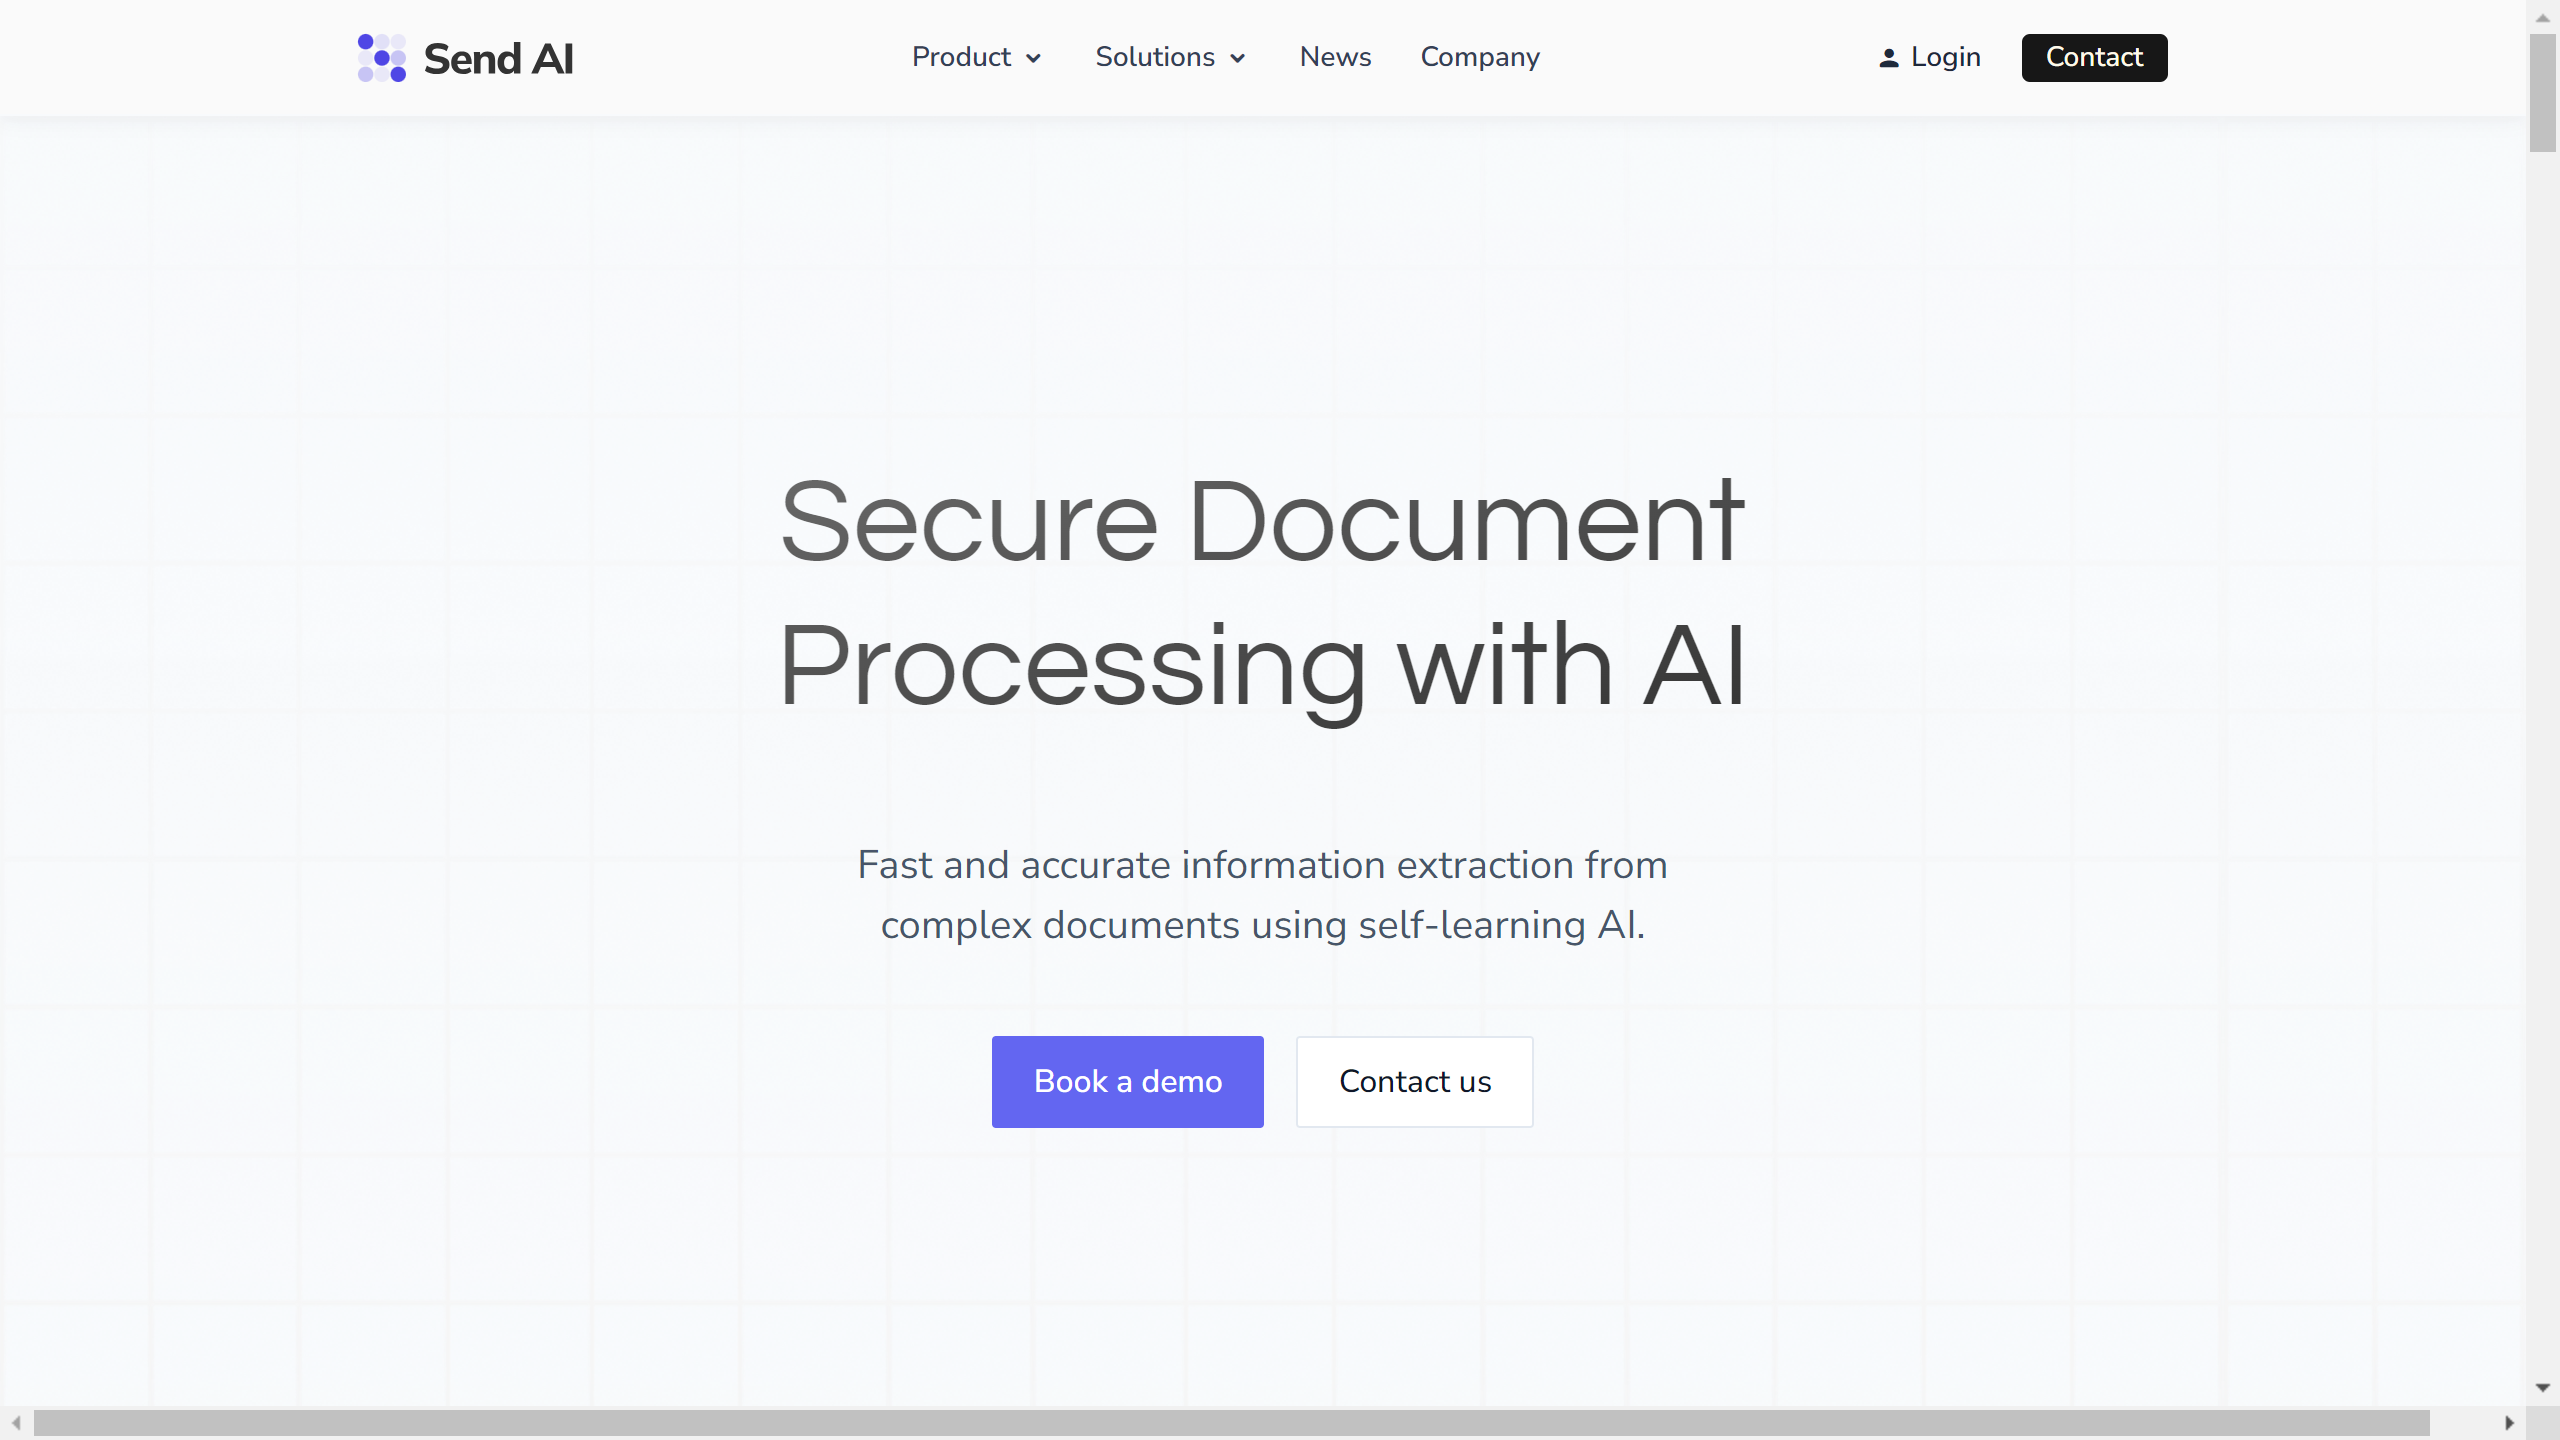 Send AI
Product
Solutions
News
Company
Login
Contact
Secure Document
Processing with AI
Fast and accurate information extraction from
complex documents using self-learning AI.
Book a demo
Contact us